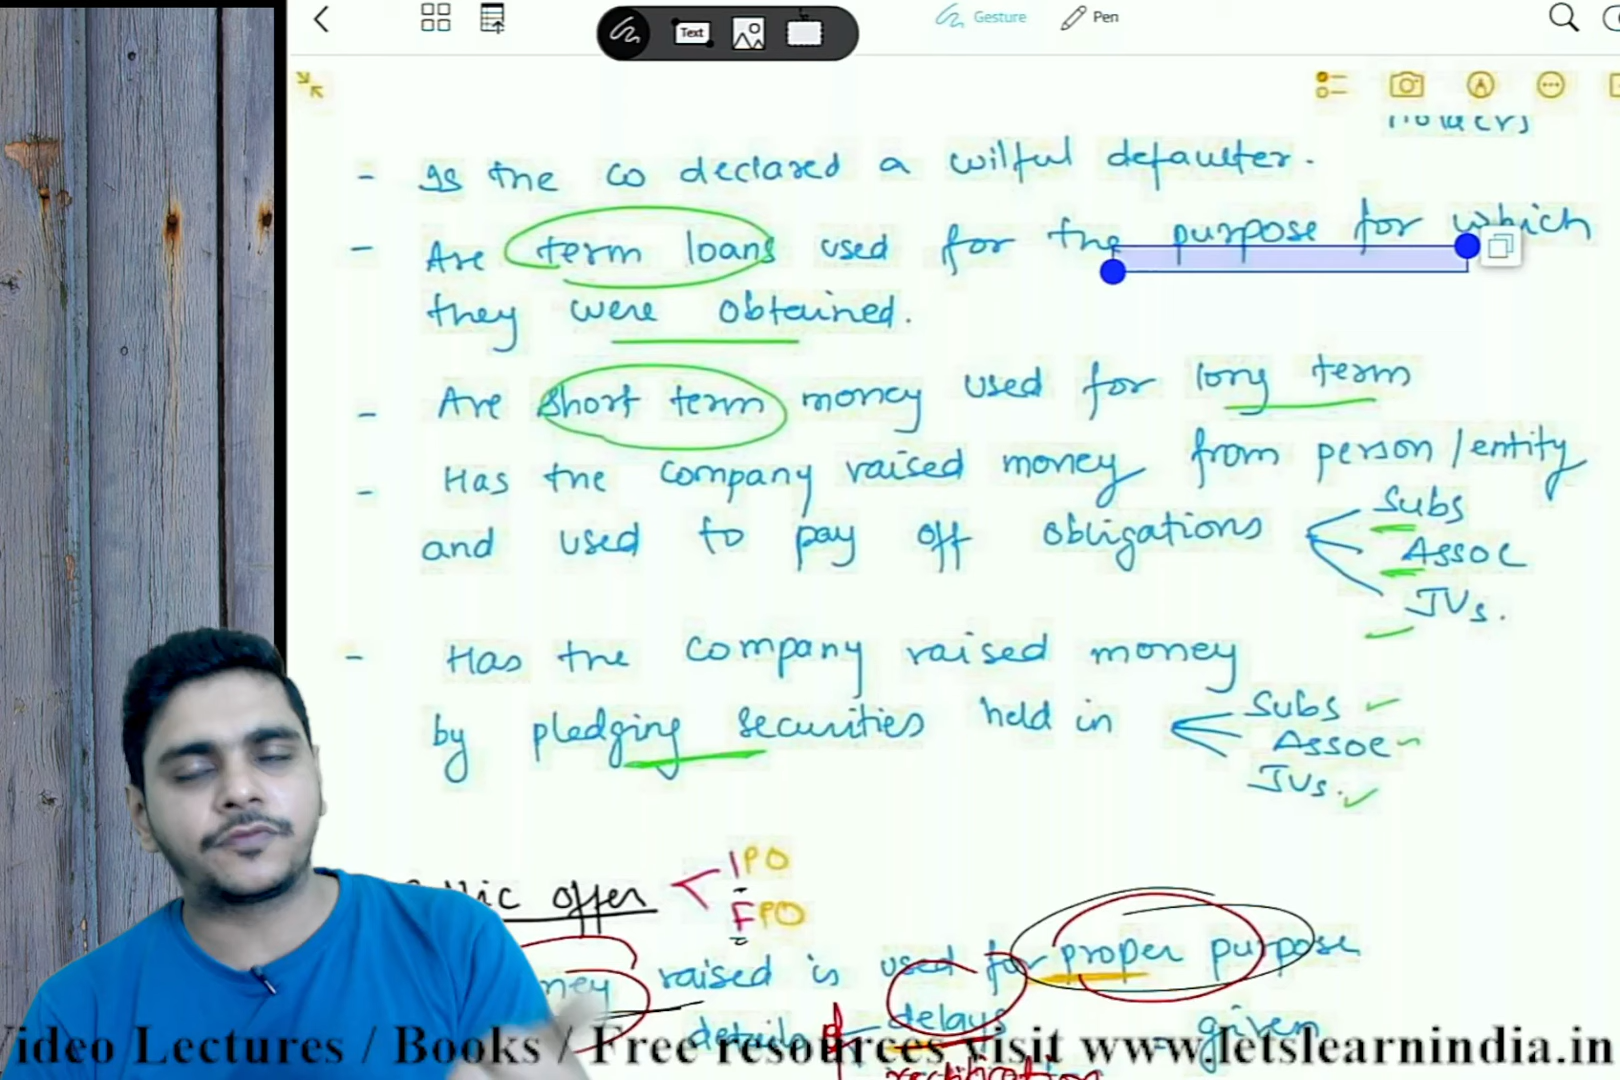 Gesture Pen
Text
holders
- Is the co declared a wilful defaulter.
- Are term loans used for the purpose for which
they were obtained.
- Are short term money used for long term
- Has the company raised money from person/entity
and used to pay off obligations
Subs
Assoc
JVs.
- Has the company raised money
by pledging securities held in
Subs
Assoc
JVs.
offer
IPO
FPO
raised is used for proper purpose
details of delays given
rectification
Video Lectures / Books / Free resources visit www.letslearnindia.in